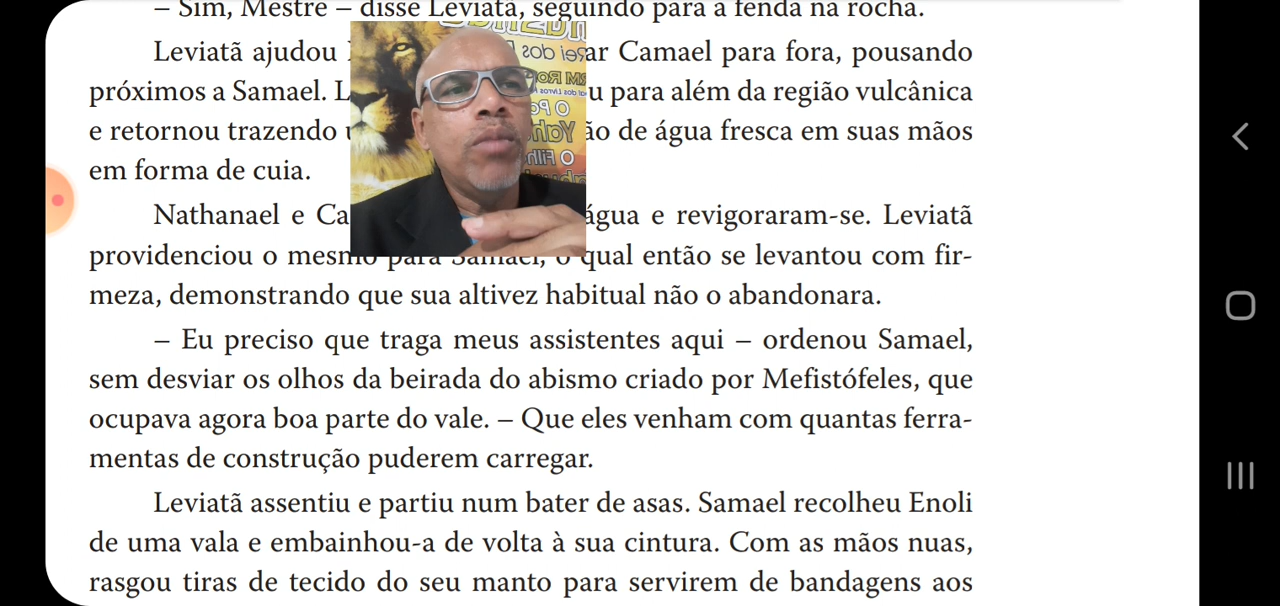 – Sim, Mestre – disse Leviatã, seguindo para a fenda na rocha.
Leviatã ajudou ar Camael para fora, pousando
próximos a Samael. L u para além da região vulcânica
e retornou trazendo ão de água fresca em suas mãos
em forma de cuia.
Nathanael e Ca água e revigoraram-se. Leviatã
providenciou o mesmo para Samael, o qual então se levantou com fir-
meza, demonstrando que sua altivez habitual não o abandonara.
– Eu preciso que traga meus assistentes aqui – ordenou Samael,
sem desviar os olhos da beirada do abismo criado por Mefistófeles, que
ocupava agora boa parte do vale. – Que eles venham com quantas ferra-
mentas de construção puderem carregar.
Leviatã assentiu e partiu num bater de asas. Samael recolheu Enoli
de uma vala e embainhou-a de volta à sua cintura. Com as mãos nuas,
rasgou tiras de tecido do seu manto para servirem de bandagens aos